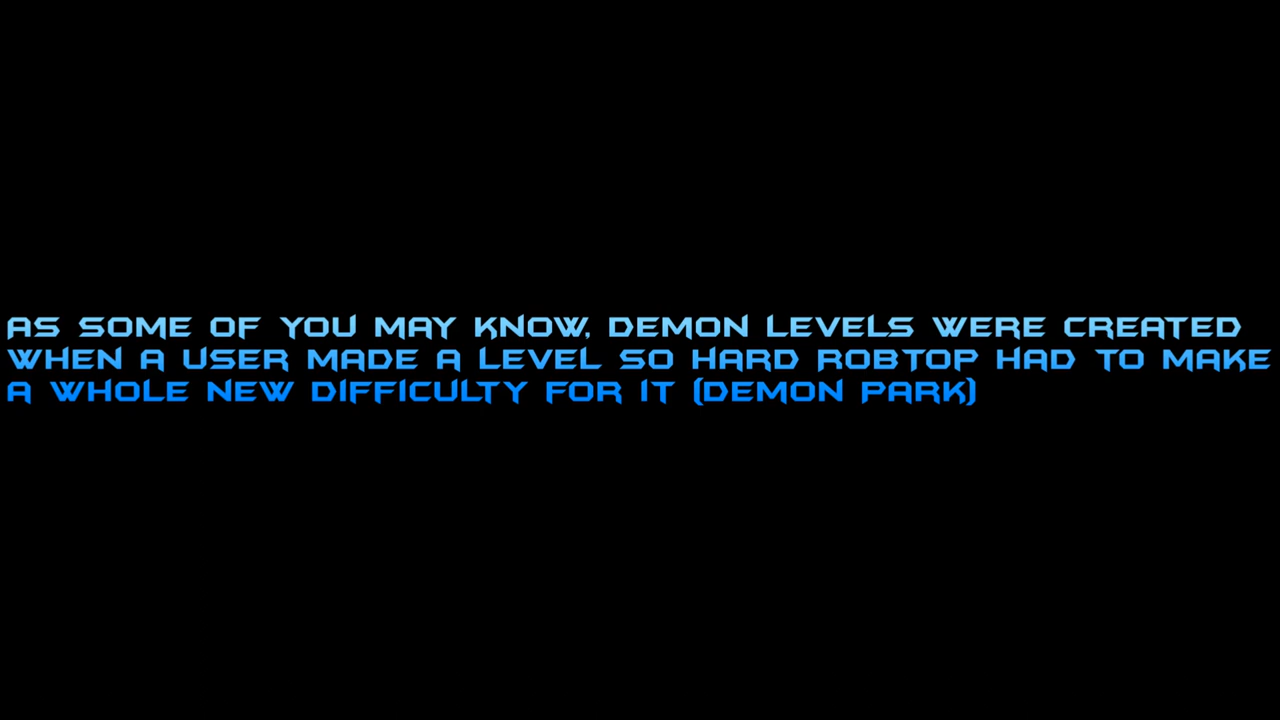 AS SOME OF YOU MAY KNOW, DEMON LEVELS WERE CREATED
WHEN A USER MADE A LEVEL SO HARD ROBTOP HAD TO MAKE
A WHOLE NEW DIFFICULTY FOR IT (DEMON PARK)